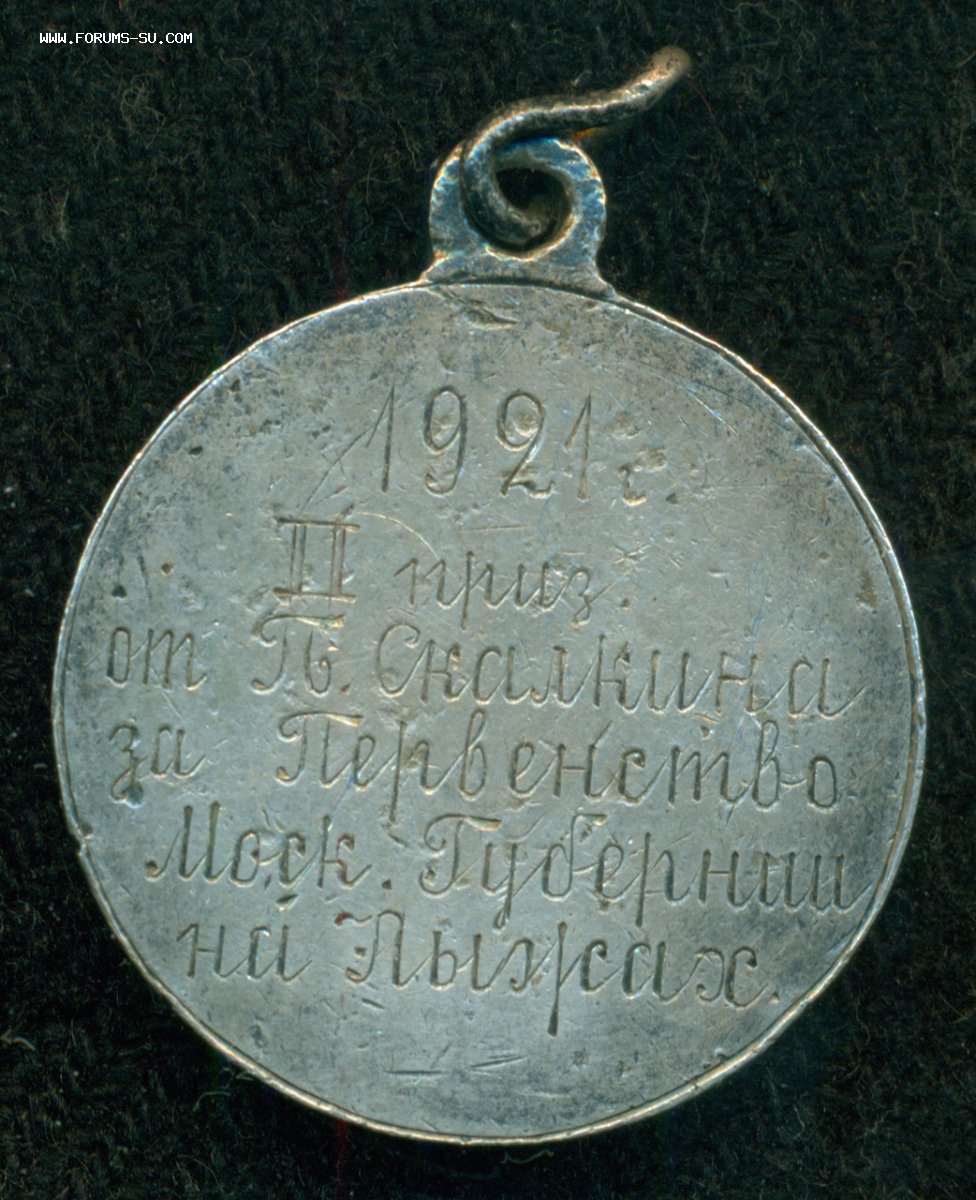 WWW.FORUMS-SU.COM
1921 г.
II приз
от П. Скалкина
за Первенство
Моск. Губернии
на Лыжах.